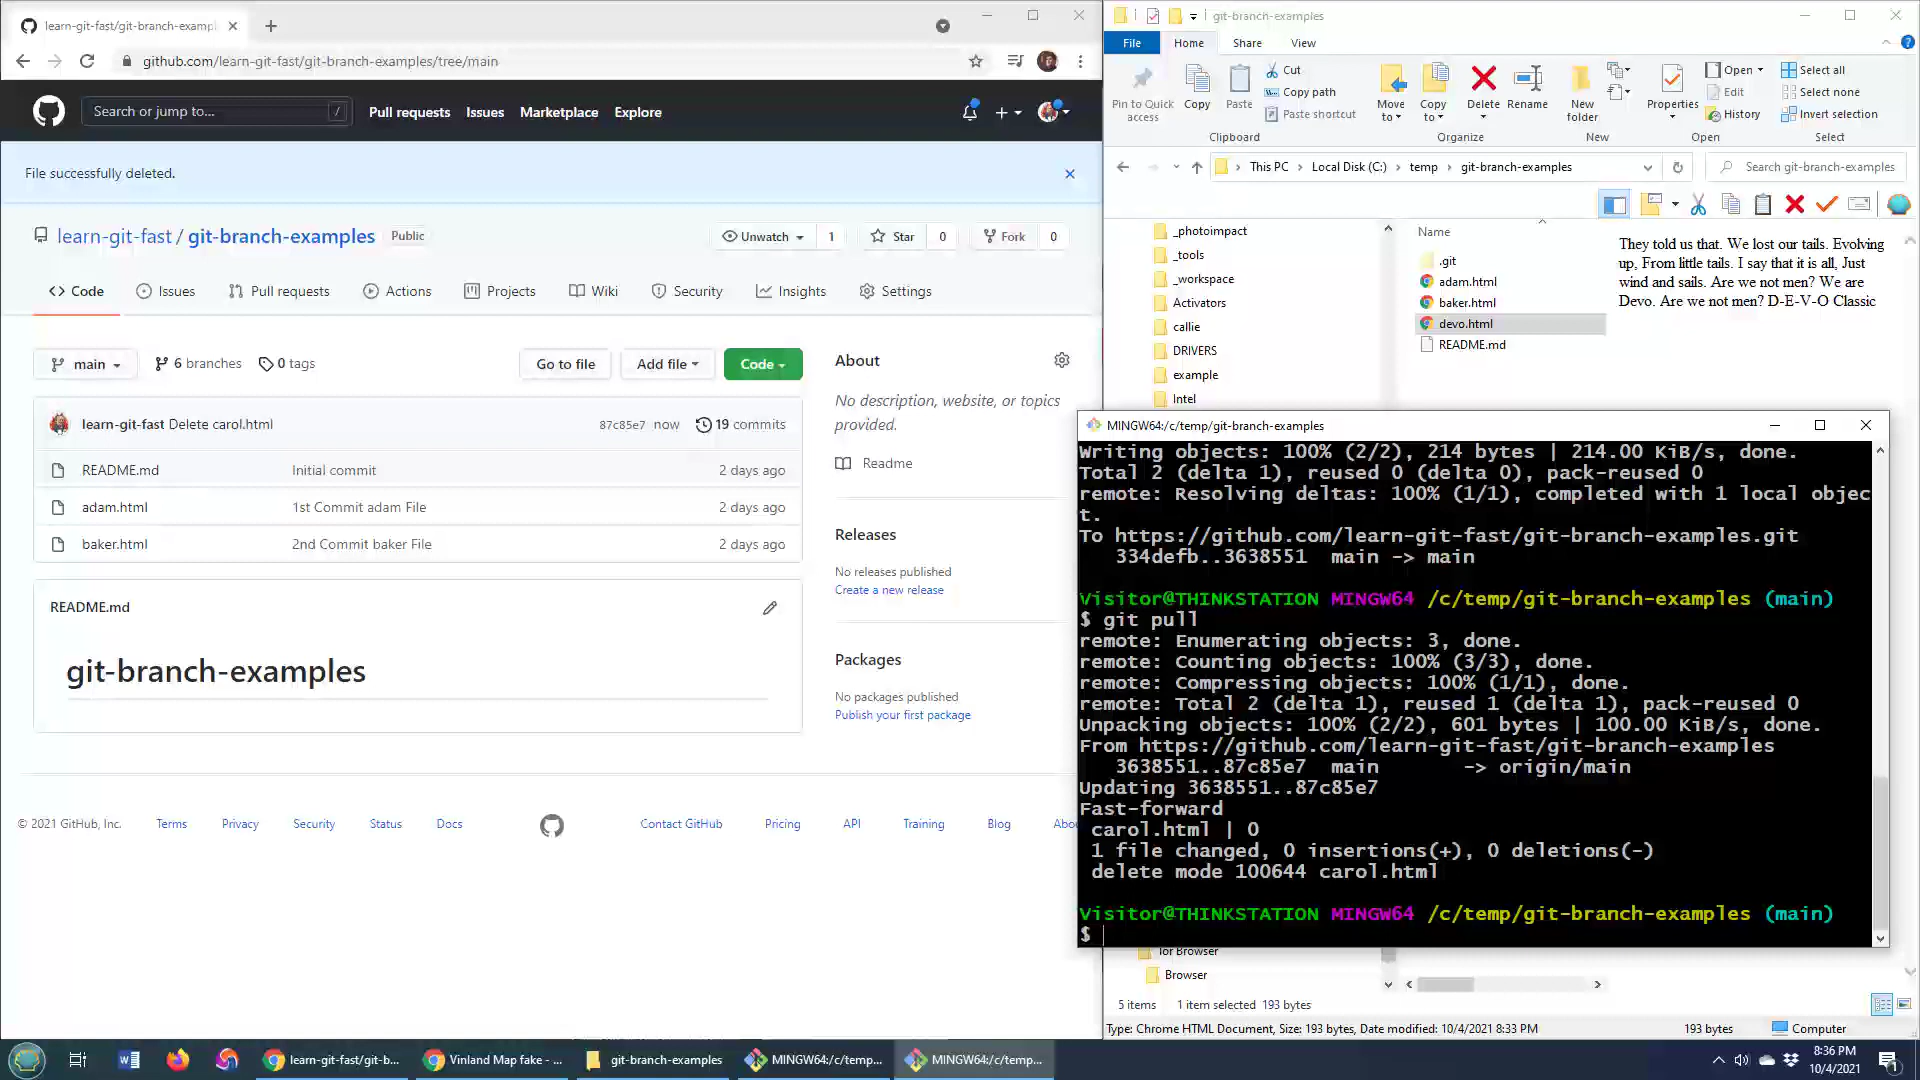 learn-git-fast/git-branch-exampl
github.com/learn-git-fast/git-branch-examples/tree/main
Search or jump to...
/
Pull requests
Issues
Marketplace
Explore
File successfully deleted.
learn-git-fast / git-branch-examples
Public
Unwatch
1
Star
0
Fork
0
Code
Issues
Pull requests
Actions
Projects
Wiki
Security
Insights
Settings
main
6 branches
0 tags
Go to file
Add file
Code
learn-git-fast Delete carol.html
87c85e7 now
19 commits
README.md
Initial commit
2 days ago
adam.html
1st Commit adam File
2 days ago
baker.html
2nd Commit baker File
2 days ago
README.md
git-branch-examples
About
No description, website, or topics
provided.
Readme
Releases
No releases published
Create a new release
Packages
No packages published
Publish your first package
© 2021 GitHub, Inc.
Terms
Privacy
Security
Status
Docs
Contact GitHub
Pricing
API
Training
Blog
git-branch-examples
File
Home
Share
View
Pin to Quick
access
Copy
Paste
Cut
Copy path
Paste shortcut
Clipboard
Move
to
Copy
to
Delete
Rename
Organize
New
folder
New
Properties
Open
Edit
History
Open
Select all
Select none
Invert selection
Select
This PC > Local Disk (C:) > temp > git-branch-examples
Search git-branch-examples
_photoimpact
_tools
_workspace
Activators
callie
DRIVERS
example
Intel
Name
.git
adam.html
baker.html
devo.html
README.md
They told us that. We lost our tails. Evolving
up, From little tails. I say that it is all, Just
wind and sails. Are we not men? We are
Devo. Are we not men? D-E-V-O Classic
MINGW64:/c/temp/git-branch-examples
Writing objects: 100% (2/2), 214 bytes | 214.00 KiB/s, done.
Total 2 (delta 1), reused 0 (delta 0), pack-reused 0
remote: Resolving deltas: 100% (1/1), completed with 1 local objec
t.
To https://github.com/learn-git-fast/git-branch-examples.git
334defb..3638551 main -> main
Visitor@THINKSTATION MINGW64 /c/temp/git-branch-examples (main)
$ git pull
remote: Enumerating objects: 3, done.
remote: Counting objects: 100% (3/3), done.
remote: Compressing objects: 100% (1/1), done.
remote: Total 2 (delta 1), reused 1 (delta 1), pack-reused 0
Unpacking objects: 100% (2/2), 601 bytes | 100.00 KiB/s, done.
From https://github.com/learn-git-fast/git-branch-examples
3638551..87c85e7 main -> origin/main
Updating 3638551..87c85e7
Fast-forward
carol.html | 0
1 file changed, 0 insertions(+), 0 deletions(-)
delete mode 100644 carol.html
Visitor@THINKSTATION MINGW64 /c/temp/git-branch-examples (main)
$
Tor Browser
Browser
5 items
1 item selected 193 bytes
Type: Chrome HTML Document, Size: 193 bytes, Date modified: 10/4/2021 8:33 PM
193 bytes
Computer
learn-git-fast/git-b...
Vinland Map fake - ...
git-branch-examples
MINGW64:/c/temp...
MINGW64:/c/temp...
8:36 PM
10/4/2021